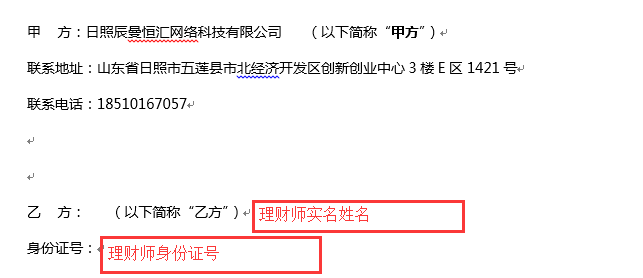 甲    方：日照辰曼恒汇网络科技有限公司    （以下简称“甲方”）
联系地址：山东省日照市五莲县市北经济开发区创新创业中心 3 楼 E 区 1421 号
联系电话：18510167057
乙    方：    （以下简称“乙方”） 理财师实名姓名
身份证号： 理财师身份证号